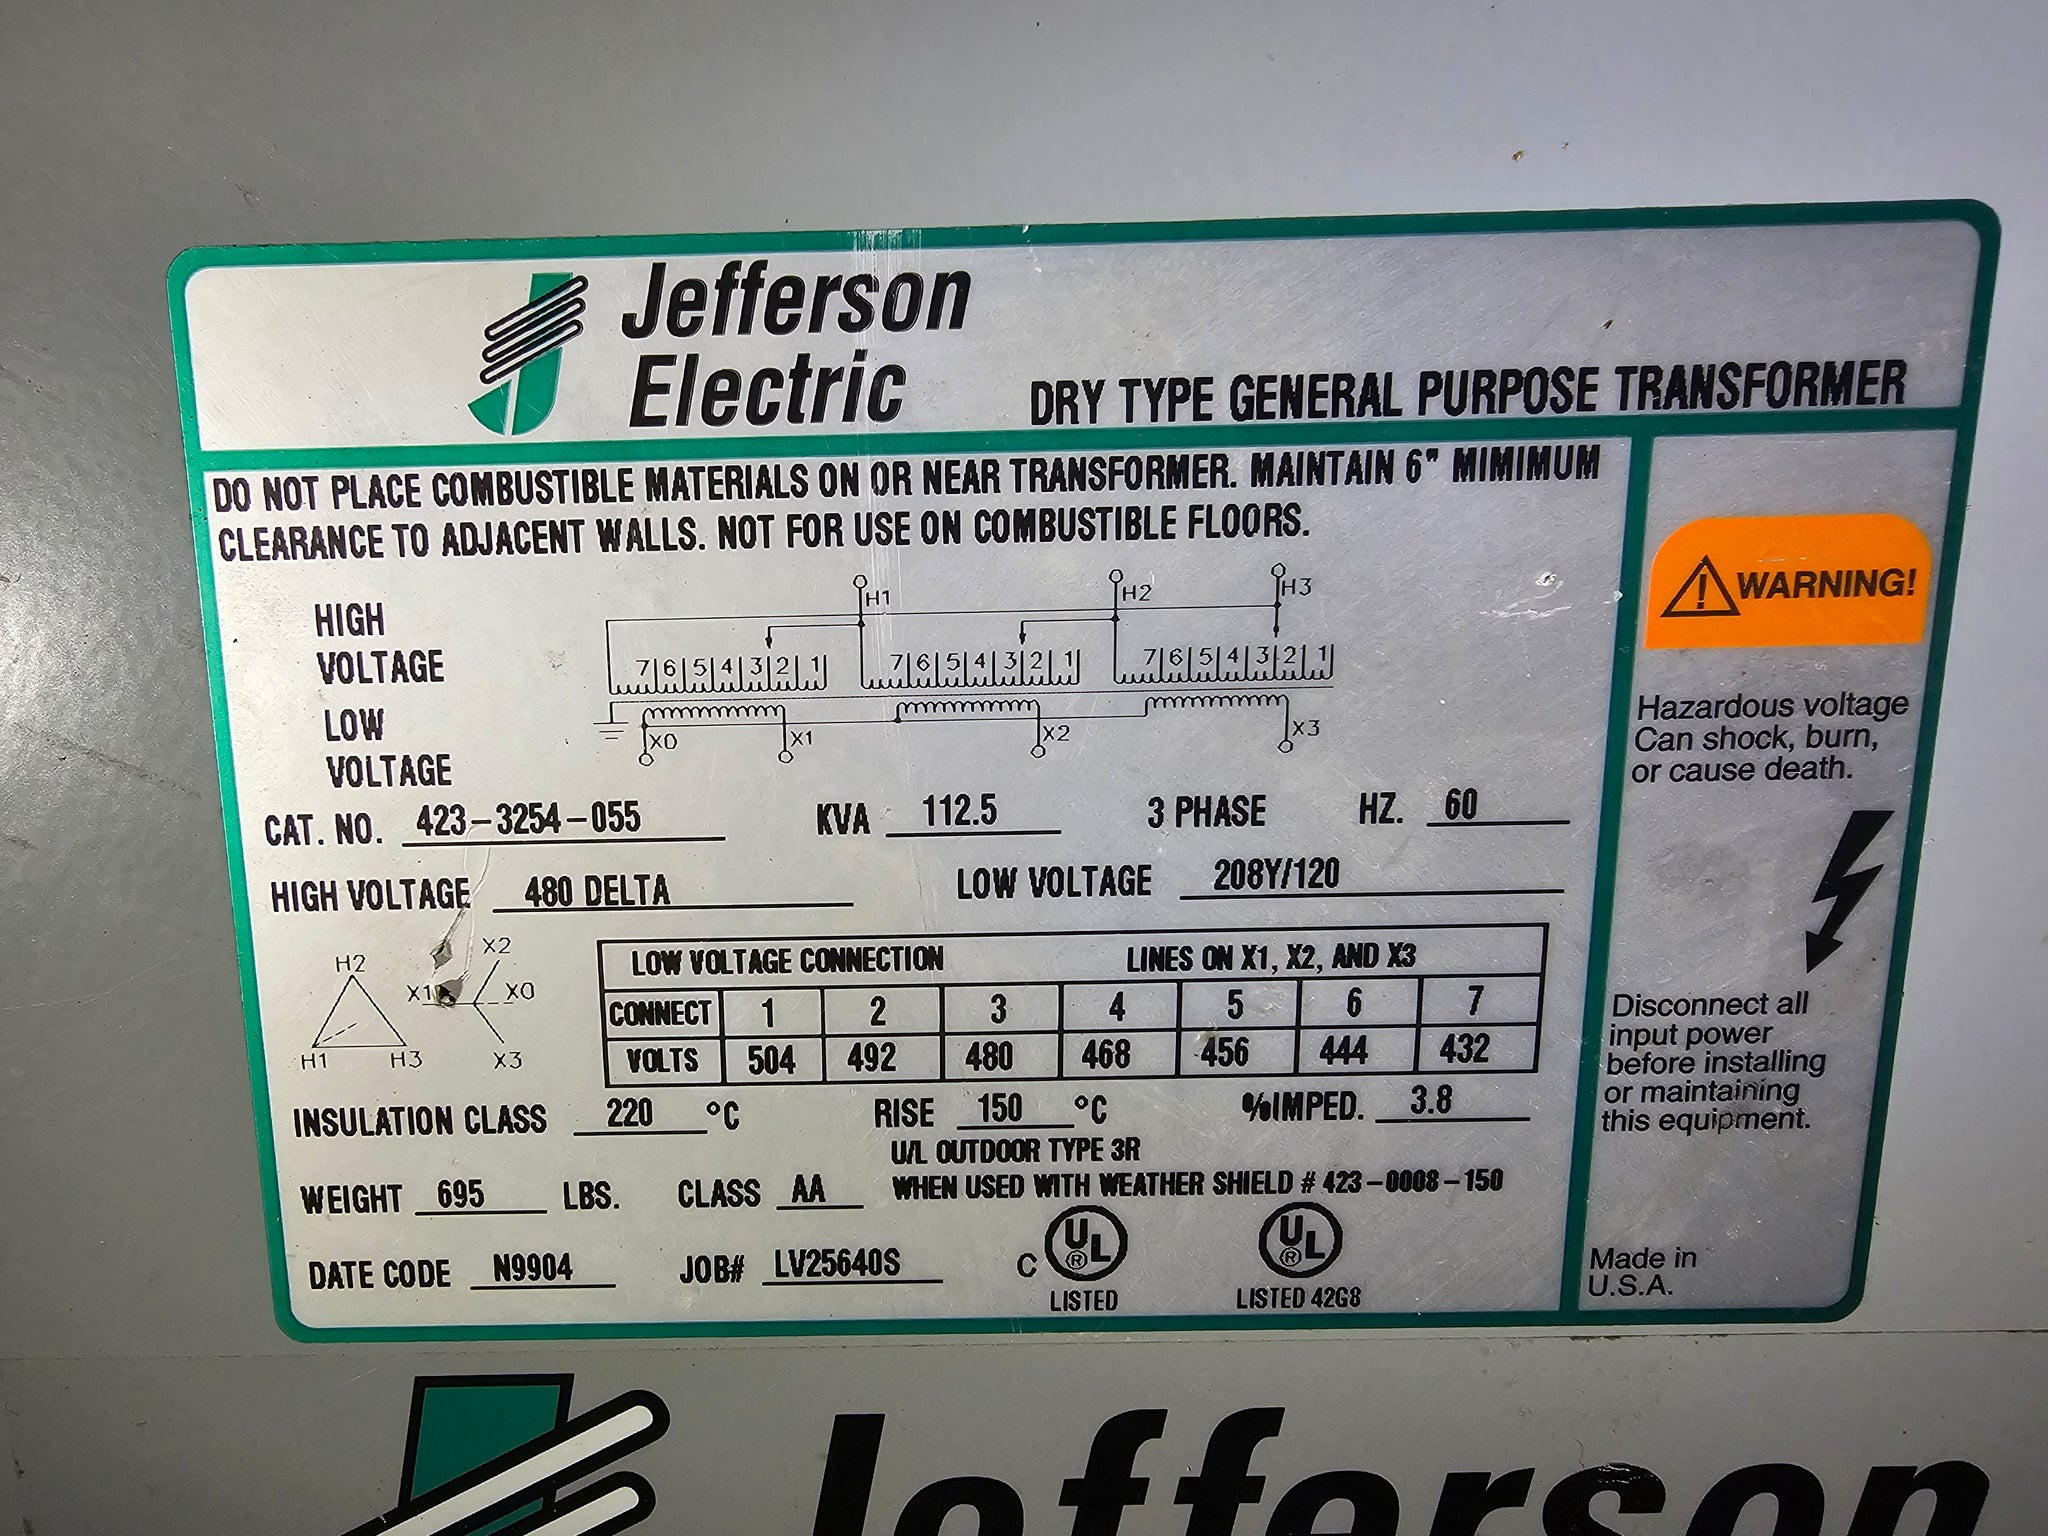 Jefferson
Electric
DRY TYPE GENERAL PURPOSE TRANSFORMER
DO NOT PLACE COMBUSTIBLE MATERIALS ON OR NEAR TRANSFORMER. MAINTAIN 6" MIMIMUM
CLEARANCE TO ADJACENT WALLS. NOT FOR USE ON COMBUSTIBLE FLOORS.
HIGH
VOLTAGE
H1 H2 H3
7 6 5 4 3 2 1 7 6 5 4 3 2 1 7 6 5 4 3 2 1
LOW
VOLTAGE
X0 X1 X2 X3
CAT. NO. 423-3254-055 KVA 112.5 3 PHASE HZ. 60
HIGH VOLTAGE 480 DELTA LOW VOLTAGE 208Y/120
H2
H1 H3
X2
X1 X0
X3
LOW VOLTAGE CONNECTION LINES ON X1, X2, AND X3
CONNECT 1 2 3 4 5 6 7
VOLTS 504 492 480 468 456 444 432
INSULATION CLASS 220 °C RISE 150 °C %IMPED. 3.8
U/L OUTDOOR TYPE 3R
WEIGHT 695 LBS. CLASS AA WHEN USED WITH WEATHER SHIELD # 423-0008-150
DATE CODE N9904 JOB# LV25640S
C UL ®
LISTED
UL ®
LISTED 42G8
WARNING!
Hazardous voltage
Can shock, burn,
or cause death.
Disconnect all
input power
before installing
or maintaining
this equipment.
Made in
U.S.A.
Jefferson